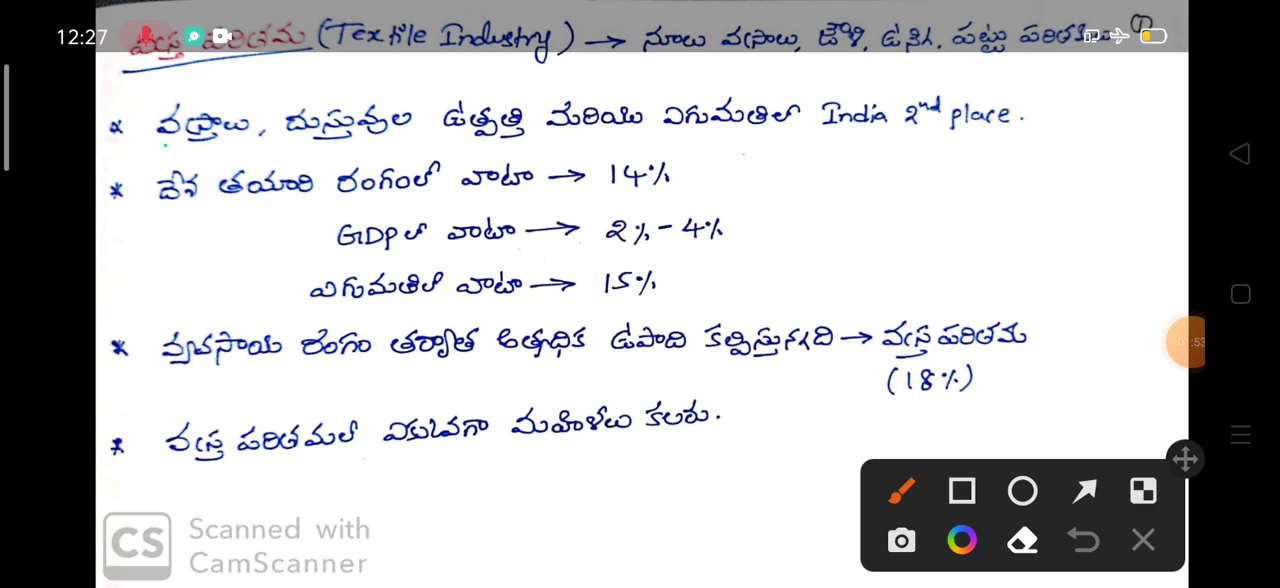 12:27
వస్త్ర పరిశ్రమ (Textile Industry) → నూలు వస్త్రాలు, జౌళి, ఉన్ని, పట్టు పరిశ్రమలు
* వస్త్రాలు, దుస్తువుల ఉత్పత్తి మరియు ఎగుమతిలో India 2nd place.
* దేశ తయారి రంగంలో వాటా → 14%
GDPలో వాటా → 2% - 4%
ఎగుమతిలో వాటా → 15%
* వ్యవసాయ రంగం తర్వాత అత్యధిక ఉపాది కల్పిస్తున్నది → వస్త్ర పరిశ్రమ
(18%)
* వస్త్ర పరిశ్రమలో ఎకువగా మహిళలు కలరు.
CS Scanned with
CamScanner